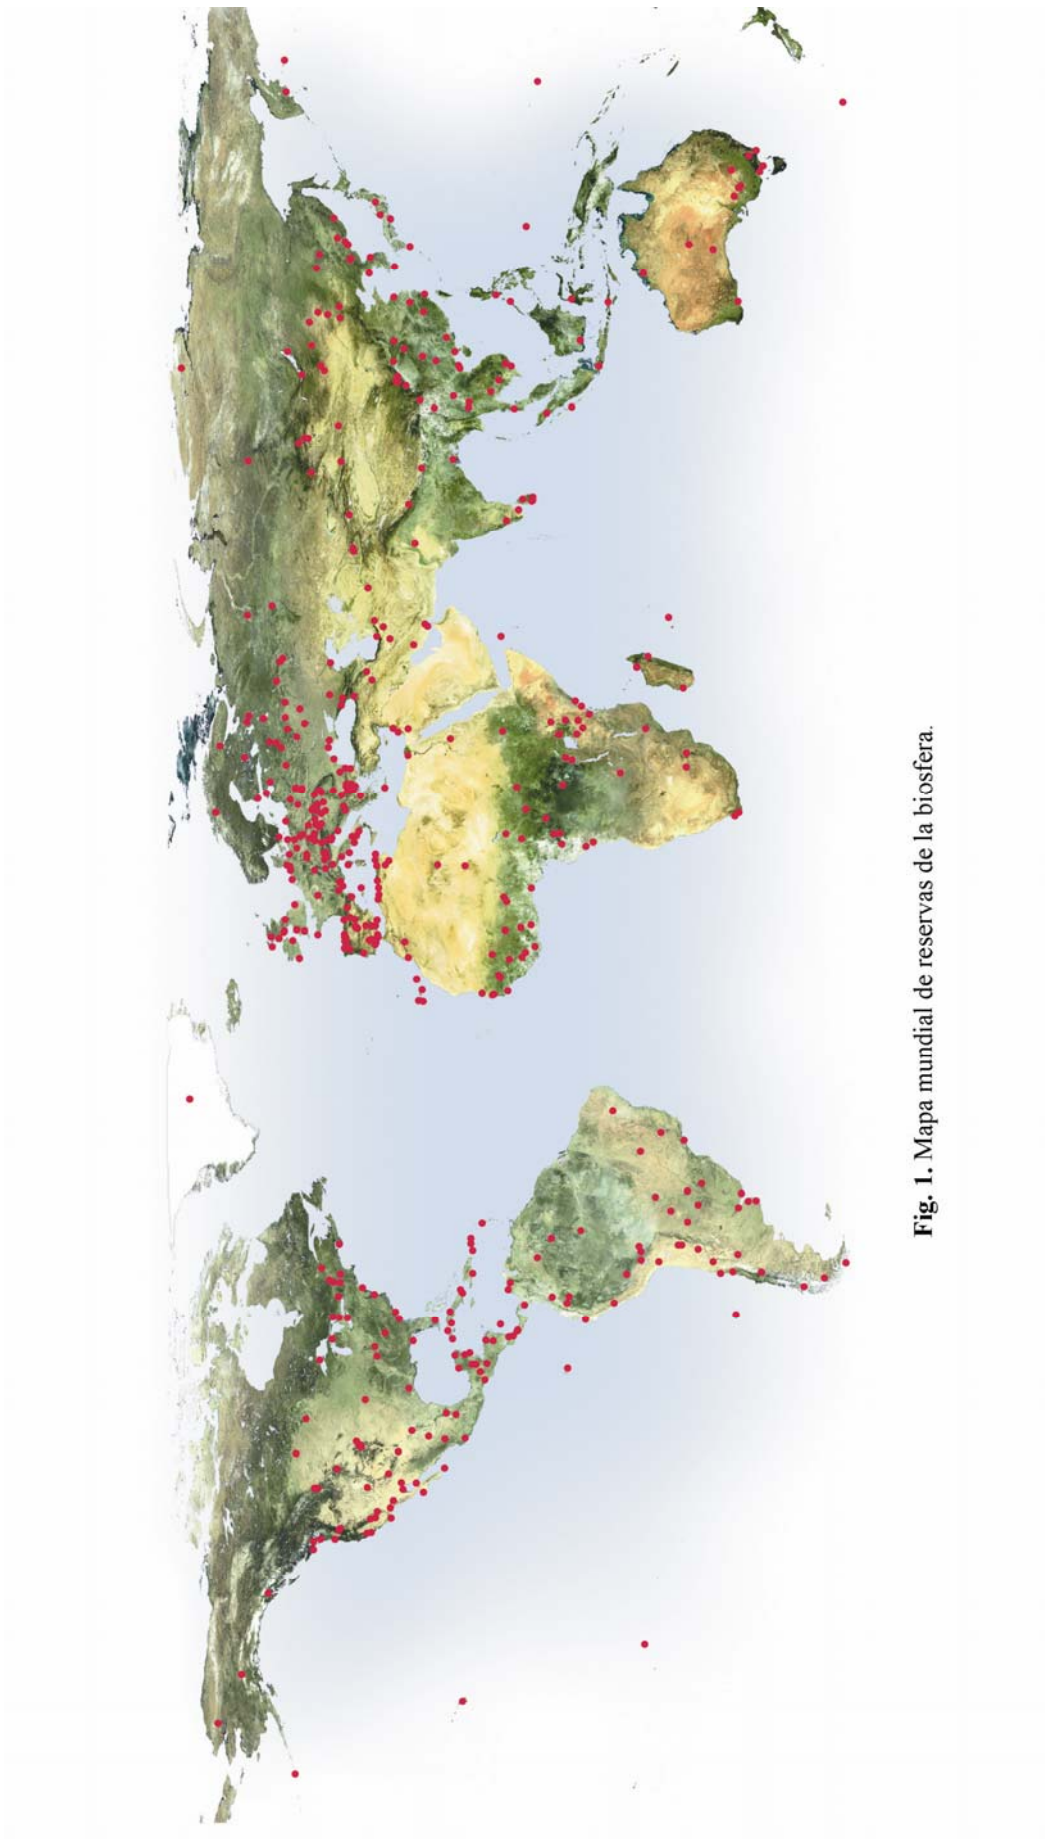 Fig. 1. Mapa mundial de reservas de la biosfera.